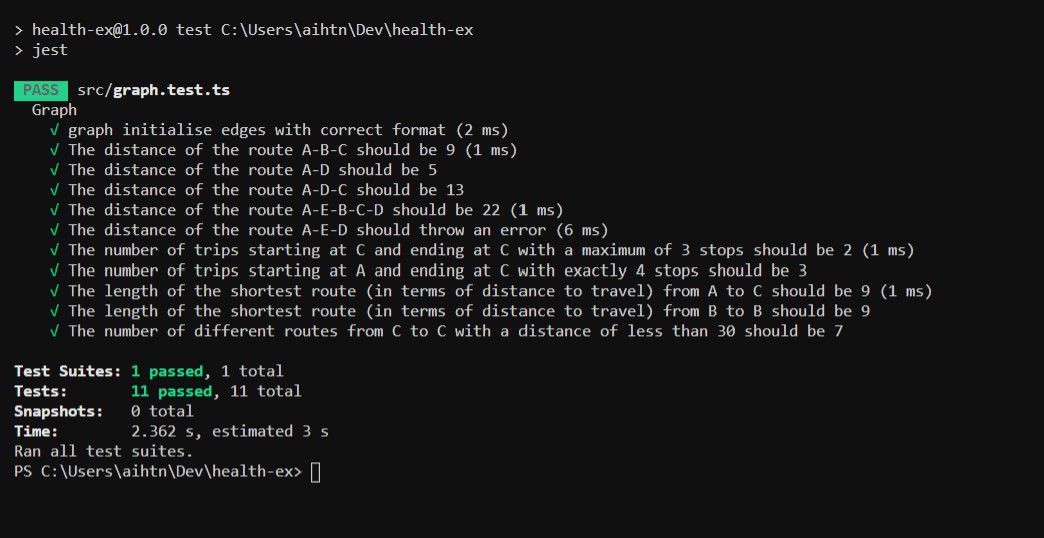 > health-ex@1.0.0 test C:\Users\aihtn\Dev\health-ex
> jest
PASS src/graph.test.ts
Graph
√ graph initialise edges with correct format (2 ms)
√ The distance of the route A-B-C should be 9 (1 ms)
√ The distance of the route A-D should be 5
√ The distance of the route A-D-C should be 13
√ The distance of the route A-E-B-C-D should be 22 (1 ms)
√ The distance of the route A-E-D should throw an error (6 ms)
√ The number of trips starting at C and ending at C with a maximum of 3 stops should be 2 (1 ms)
√ The number of trips starting at A and ending at C with exactly 4 stops should be 3
√ The length of the shortest route (in terms of distance to travel) from A to C should be 9 (1 ms)
√ The length of the shortest route (in terms of distance to travel) from B to B should be 9
√ The number of different routes from C to C with a distance of less than 30 should be 7
Test Suites: 1 passed, 1 total
Tests: 11 passed, 11 total
Snapshots: 0 total
Time: 2.362 s, estimated 3 s
Ran all test suites.
PS C:\Users\aihtn\Dev\health-ex>